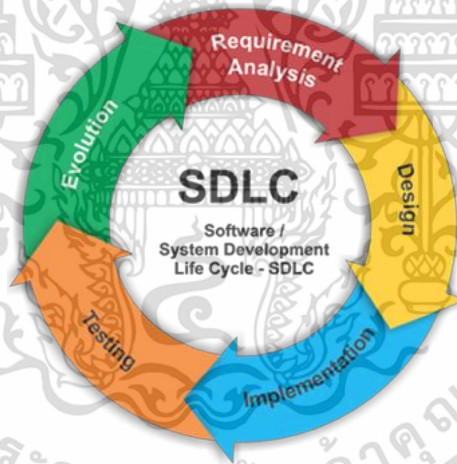 Requirement
Analysis
Design
Implementation
Testing
Evolution
SDLC
Software /
System Development
Life Cycle - SDLC